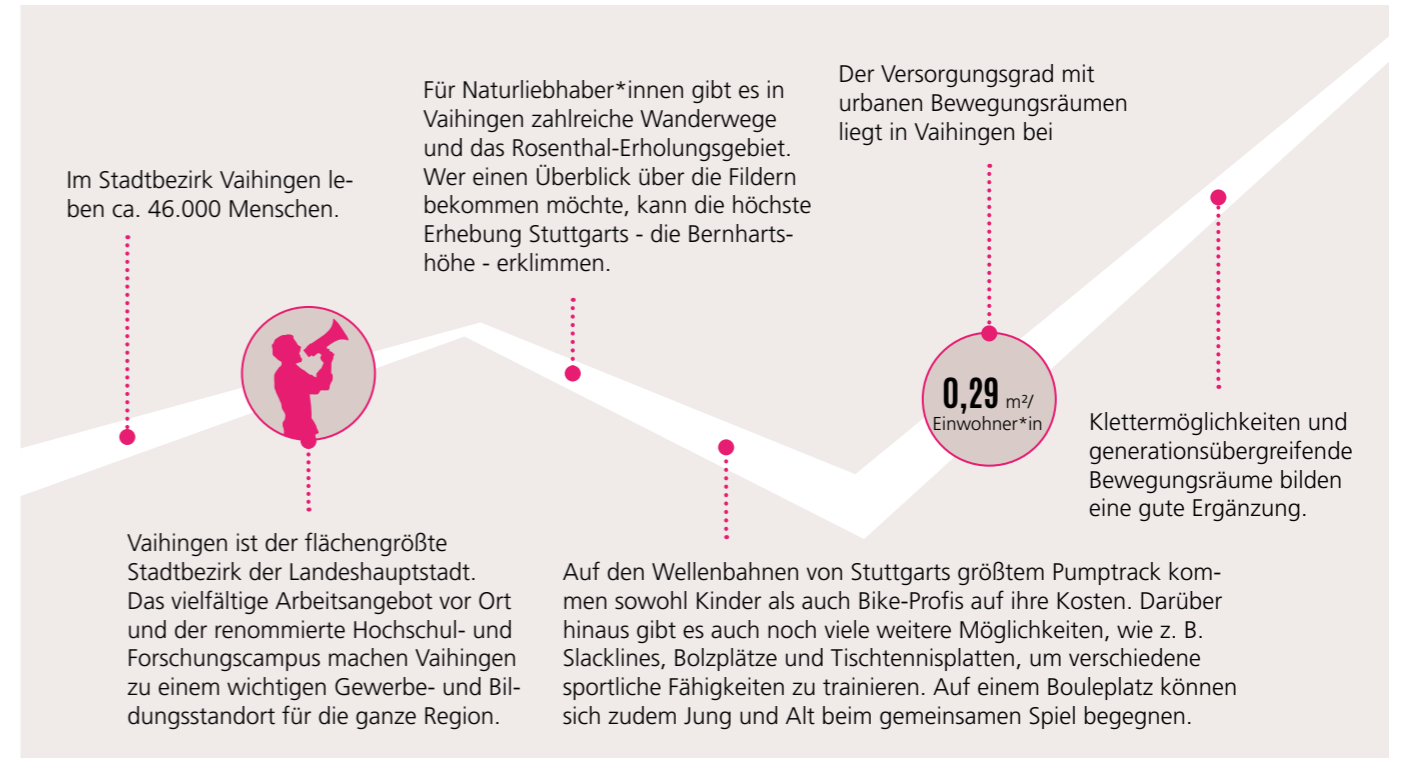 Im Stadtbezirk Vaihingen le-
ben ca. 46.000 Menschen.
Vaihingen ist der flächengrößte
Stadtbezirk der Landeshauptstadt.
Das vielfältige Arbeitsangebot vor Ort
und der renommierte Hochschul- und
Forschungscampus machen Vaihingen
zu einem wichtigen Gewerbe- und Bil-
dungsstandort für die ganze Region.
Für Naturliebhaber*innen gibt es in
Vaihingen zahlreiche Wanderwege
und das Rosenthal-Erholungsgebiet.
Wer einen Überblick über die Fildern
bekommen möchte, kann die höchste
Erhebung Stuttgarts - die Bernharts-
höhe - erklimmen.
Auf den Wellenbahnen von Stuttgarts größtem Pumptrack kom-
men sowohl Kinder als auch Bike-Profis auf ihre Kosten. Darüber
hinaus gibt es auch noch viele weitere Möglichkeiten, wie z. B.
Slacklines, Bolzplätze und Tischtennisplatten, um verschiedene
sportliche Fähigkeiten zu trainieren. Auf einem Bouleplatz können
sich zudem Jung und Alt beim gemeinsamen Spiel begegnen.
Der Versorgungsgrad mit
urbanen Bewegungsräumen
liegt in Vaihingen bei
0,29 m²/
Einwohner*in
Klettermöglichkeiten und
generationsübergreifende
Bewegungsräume bilden
eine gute Ergänzung.